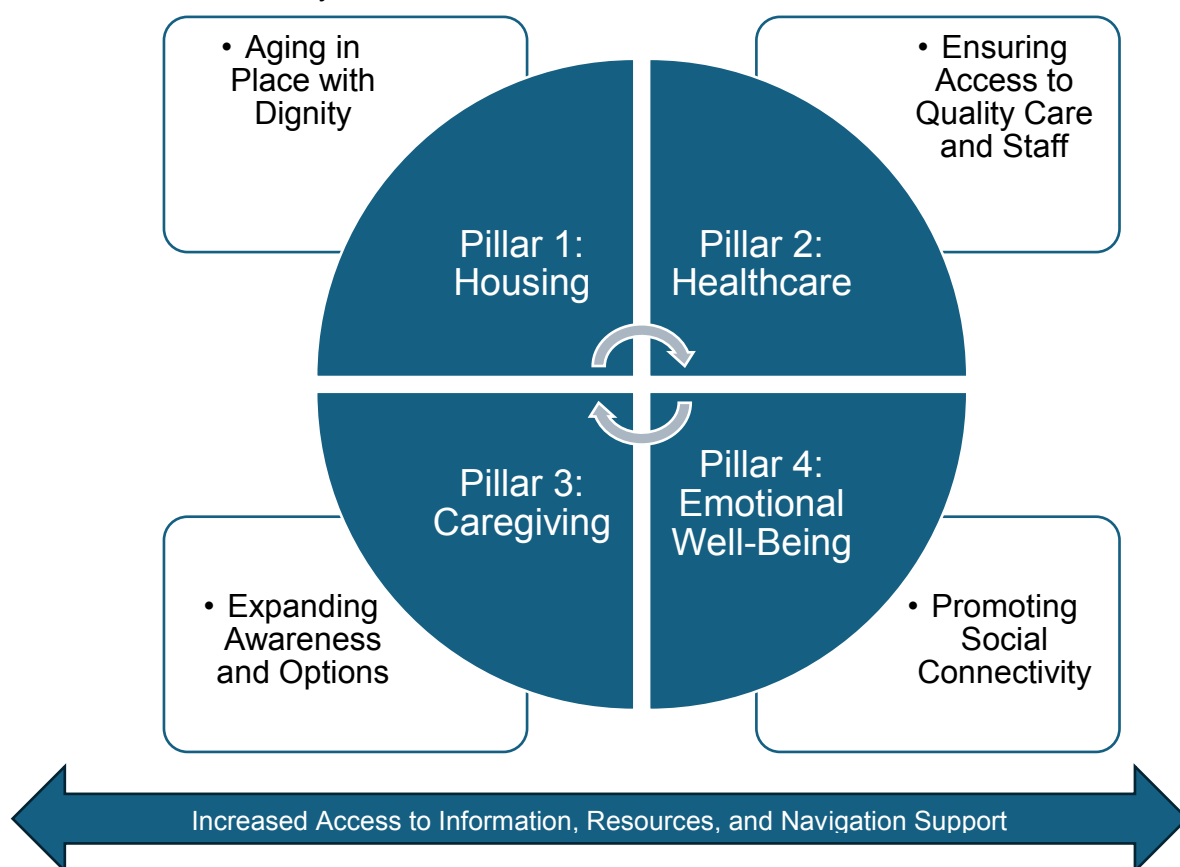 • Aging in
Place with
Dignity
• Ensuring
Access to
Quality Care
and Staff
Pillar 1:
Housing
Pillar 2:
Healthcare
Pillar 3:
Caregiving
Pillar 4:
Emotional
Well-Being
• Expanding
Awareness
and Options
• Promoting
Social
Connectivity
Increased Access to Information, Resources, and Navigation Support